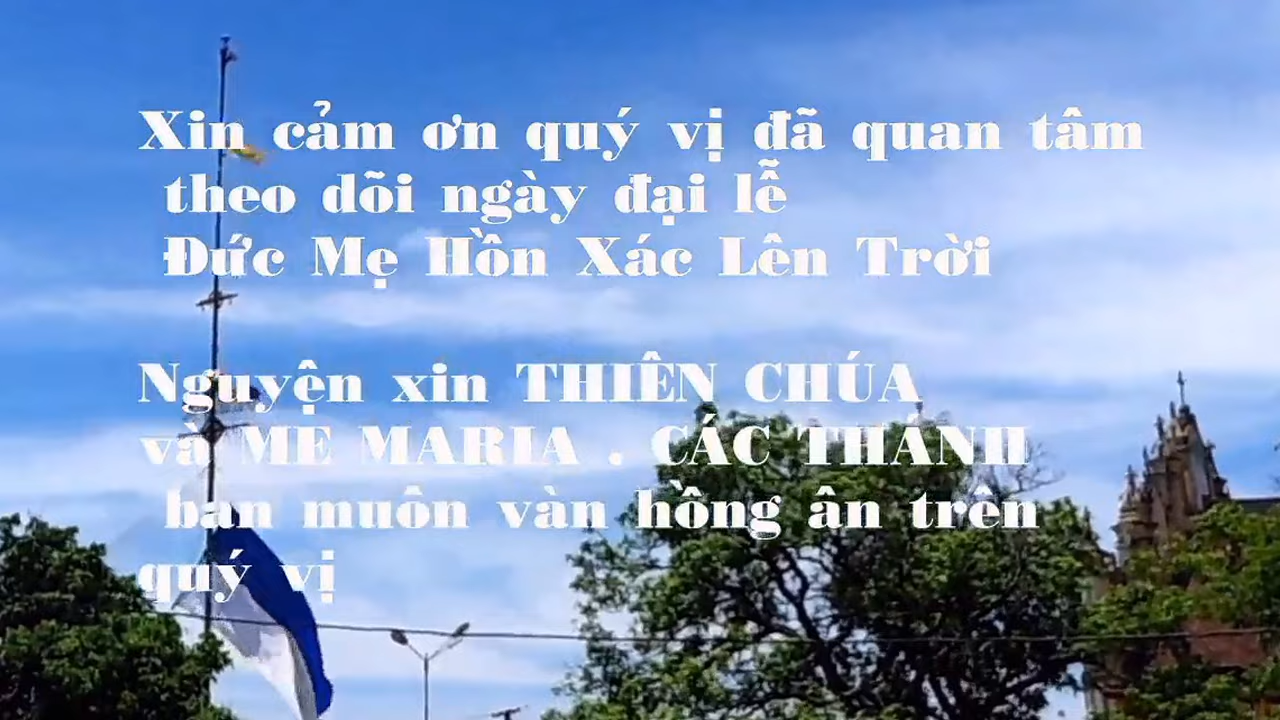 Xin cảm ơn quý vị đã quan tâm
theo dõi ngày đại lễ
Đức Mẹ Hồn Xác Lên Trời
Nguyện xin THIÊN CHÚA
và MẸ MARIA . CÁC THÁNH
ban muôn vàn hồng ân trên
quý vị